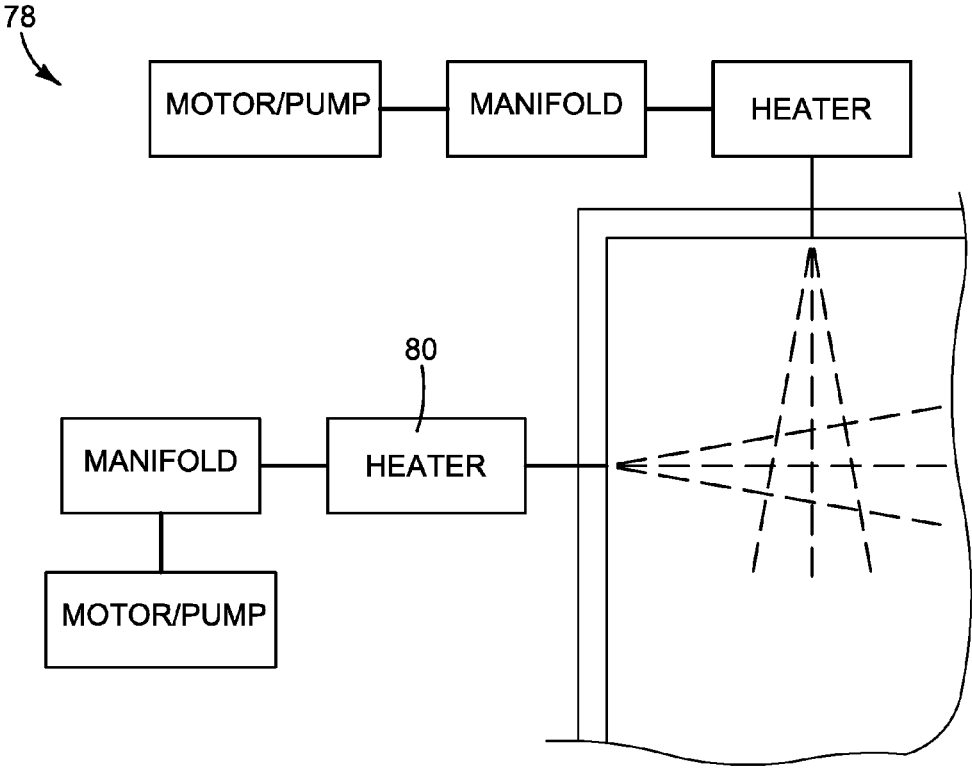 78
MOTOR/PUMP
MANIFOLD
HEATER
80
MANIFOLD
HEATER
MOTOR/PUMP